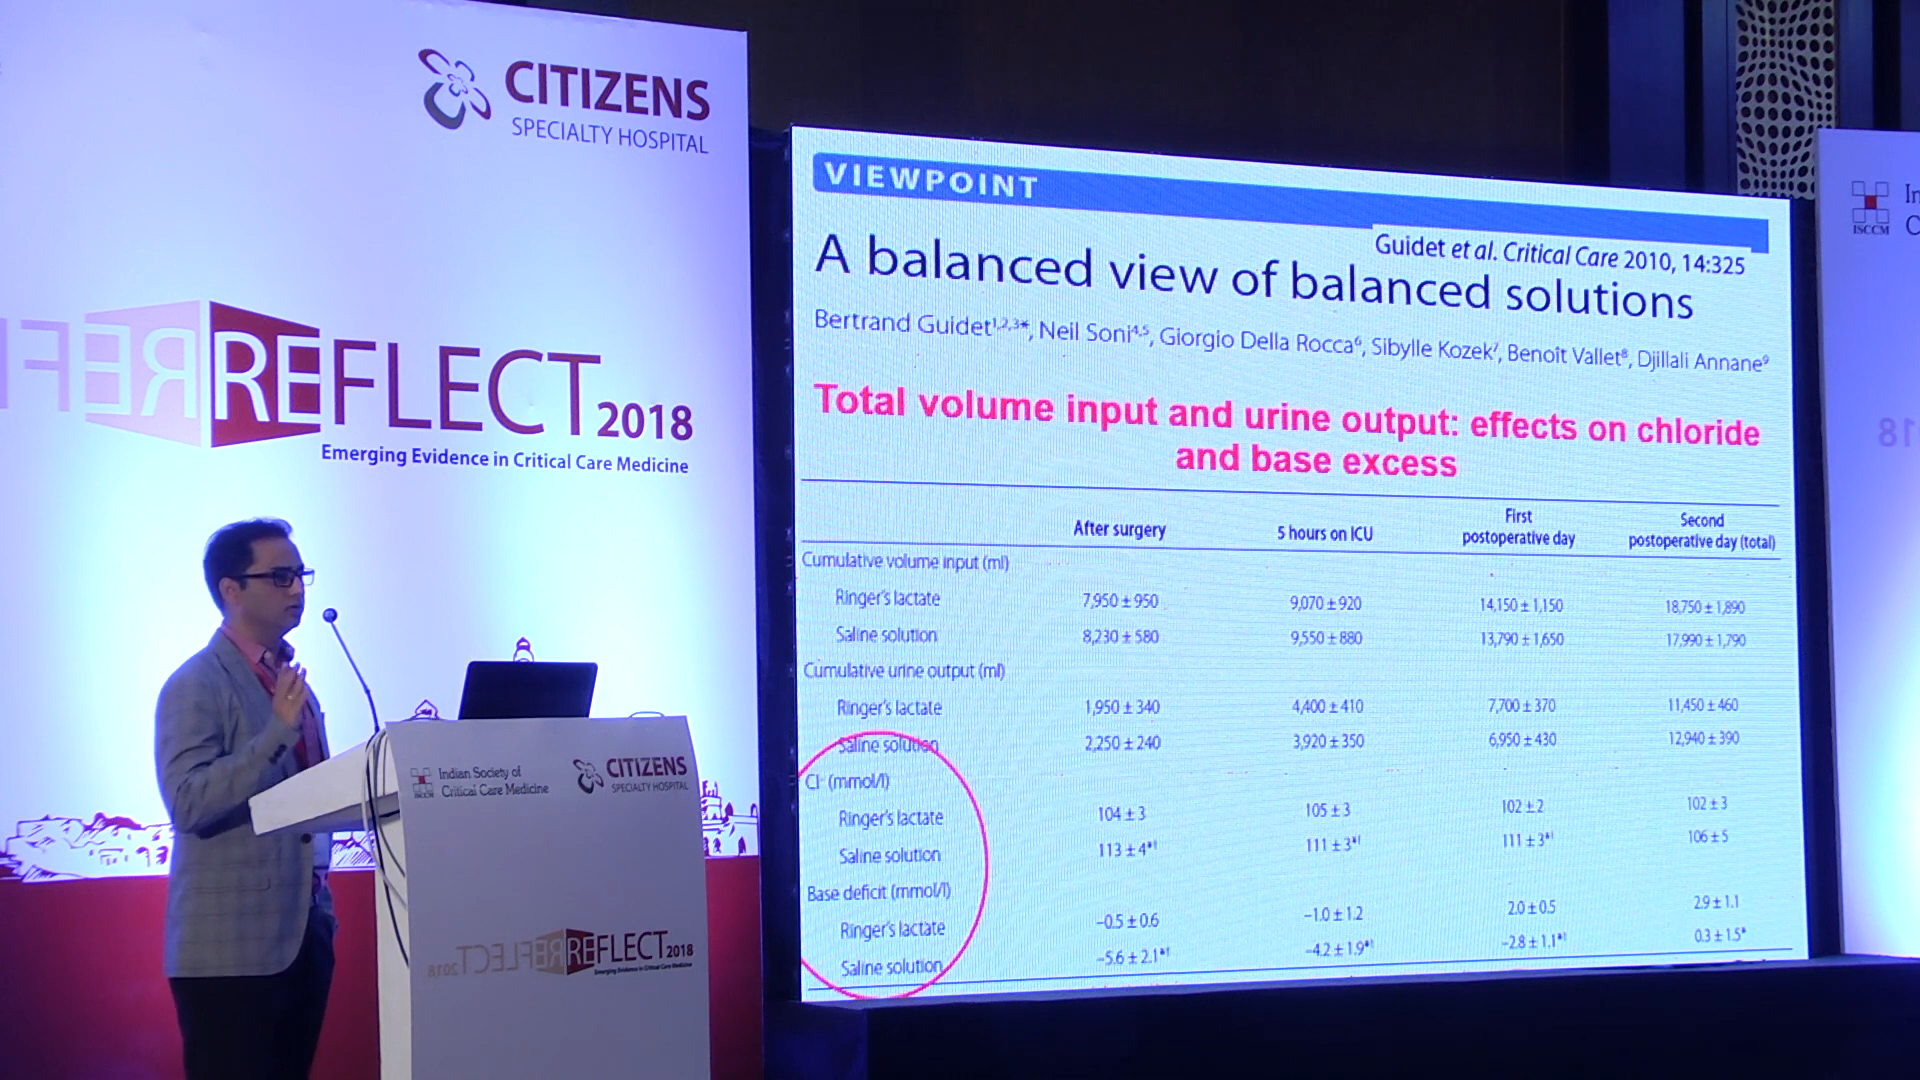 CITIZENS
SPECIALTY HOSPITAL
REFLECT 2018
Emerging Evidence in Critical Care Medicine
Indian Society of
Critical Care Medicine
ISCCM
CITIZENS
SPECIALTY HOSPITAL
REFLECT 2018
Emerging Evidence in Critical Care Medicine
VIEWPOINT
Guidet et al. Critical Care 2010, 14:325
A balanced view of balanced solutions
Bertrand Guidet1,2,3*, Neil Soni4,5, Giorgio Della Rocca6, Sibylle Kozek7, Benoît Vallet8, Djillali Annane9
Total volume input and urine output: effects on chloride
and base excess
After surgery 5 hours on ICU First postoperative day Second postoperative day (total)
Cumulative volume input (ml)
Ringer's lactate 7,950 ± 950 9,070 ± 920 14,150 ± 1,150 18,750 ± 1,890
Saline solution 8,230 ± 580 9,550 ± 880 13,790 ± 1,650 17,990 ± 1,790
Cumulative urine output (ml)
Ringer's lactate 1,950 ± 340 4,400 ± 410 7,700 ± 370 11,450 ± 460
Saline solution 2,250 ± 240 3,920 ± 350 6,950 ± 430 12,940 ± 390
Cl- (mmol/l)
Ringer's lactate 104 ± 3 105 ± 3 102 ± 2 102 ± 3
Saline solution 113 ± 4*† 111 ± 3*† 111 ± 3*† 106 ± 5
Base deficit (mmol/l)
Ringer's lactate –0.5 ± 0.6 –1.0 ± 1.2 2.0 ± 0.5 2.9 ± 1.1
Saline solution –5.6 ± 2.1*† –4.2 ± 1.9*† –2.8 ± 1.1*† 0.3 ± 1.5*
ISCCM